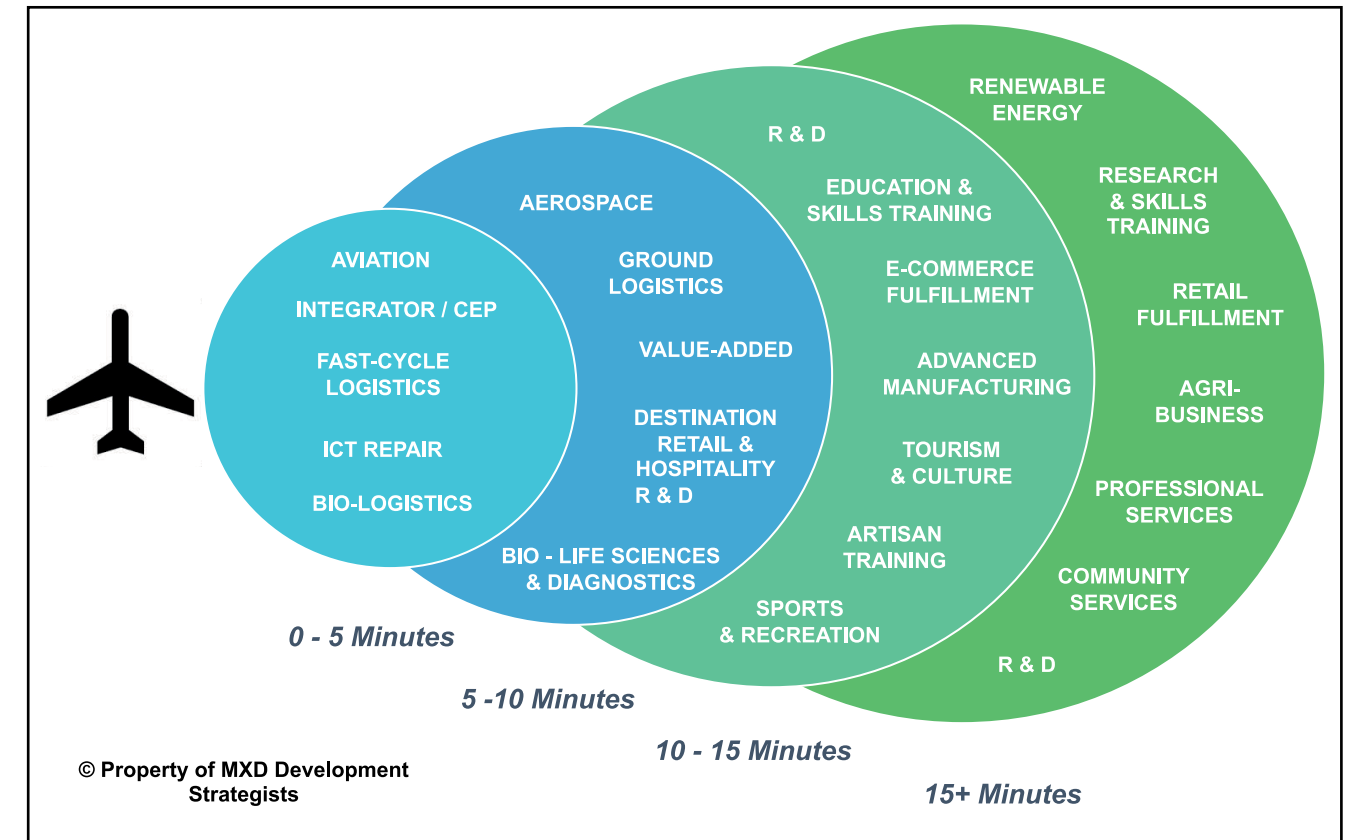 AVIATION
INTEGRATOR / CEP
FAST-CYCLE
LOGISTICS
ICT REPAIR
BIO-LOGISTICS
0 - 5 Minutes
AEROSPACE
GROUND
LOGISTICS
VALUE-ADDED
DESTINATION
RETAIL &
HOSPITALITY
R & D
BIO - LIFE SCIENCES
& DIAGNOSTICS
5 -10 Minutes
R & D
EDUCATION &
SKILLS TRAINING
E-COMMERCE
FULFILLMENT
ADVANCED
MANUFACTURING
TOURISM
& CULTURE
ARTISAN
TRAINING
SPORTS
& RECREATION
10 - 15 Minutes
RENEWABLE
ENERGY
RESEARCH
& SKILLS
TRAINING
RETAIL
FULFILLMENT
AGRI-
BUSINESS
PROFESSIONAL
SERVICES
COMMUNITY
SERVICES
R & D
15+ Minutes
© Property of MXD Development
Strategists